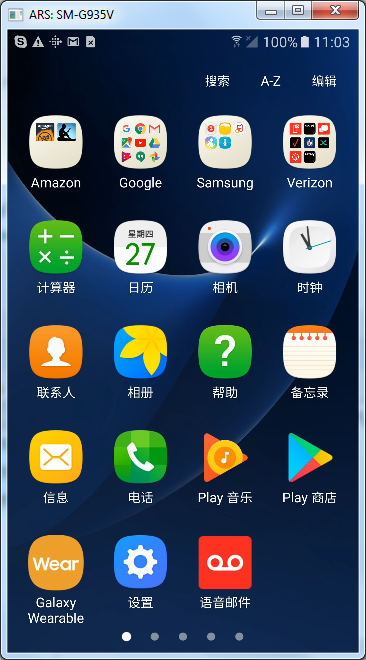 ARS: SM-G935V
100% 11:03
搜索 A-Z 编辑
Amazon Google Samsung Verizon
星期四
27
计算器 日历 相机 时钟
?
联系人 相册 帮助 备忘录
信息 电话 Play 音乐 Play 商店
Wear
Galaxy 设置 语音邮件
Wearable